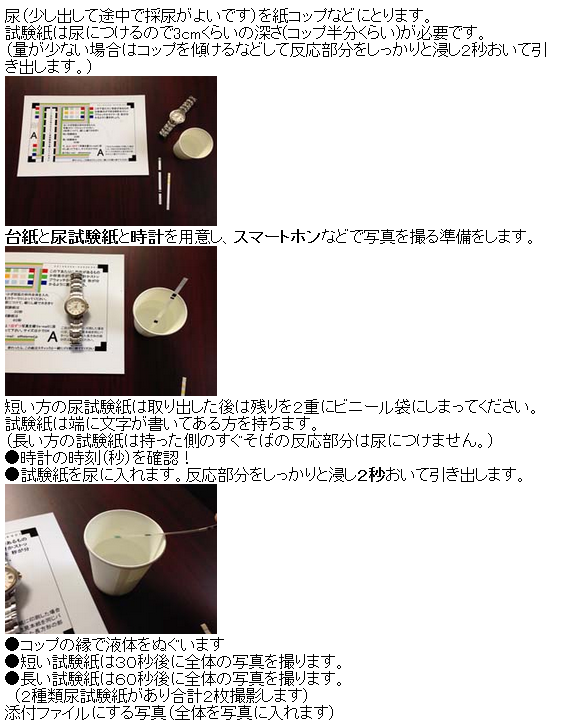 尿(少し出して途中で採尿がよいです)を紙コップなどにとります。
試験紙は尿につけるので3cmくらいの深さ(コップ半分くらい)が必要です。
(量が少ない場合はコップを傾けるなどして反応部分をしっかりと浸し2秒おいて引
き出します。)
A
A
台紙と尿試験紙と時計を用意し、スマートホンなどで写真を撮る準備をします。
A
短い方の尿試験紙は取り出した後は残りを2重にビニール袋にしまってください。
試験紙は端に文字が書いてある方を持ちます。
(長い方の試験紙は持った側のすぐそばの反応部分は尿につけません。)
●時計の時刻(秒)を確認!
●試験紙を尿に入れます。反応部分をしっかりと浸し2秒おいて引き出します。
●コップの縁で液体をぬぐいます
●短い試験紙は30秒後に全体の写真を撮ります。
●長い試験紙は60秒後に全体の写真を撮ります。
(2種類尿試験紙があり合計2枚撮影します)
添付ファイルにする写真(全体を写真に入れます)